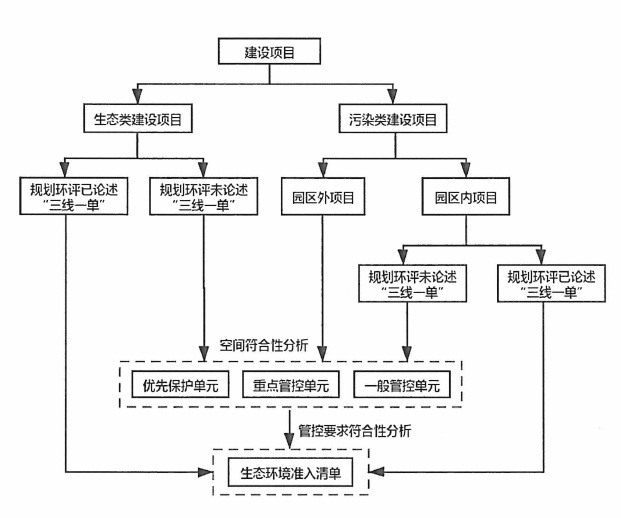 建设项目
生态类建设项目
污染类建设项目
规划环评已论述
“三线一单”
规划环评未论述
“三线一单”
园区外项目
园区内项目
规划环评未论述
“三线一单”
规划环评已论述
“三线一单”
空间符合性分析
优先保护单元
重点管控单元
一般管控单元
管控要求符合性分析
生态环境准入清单